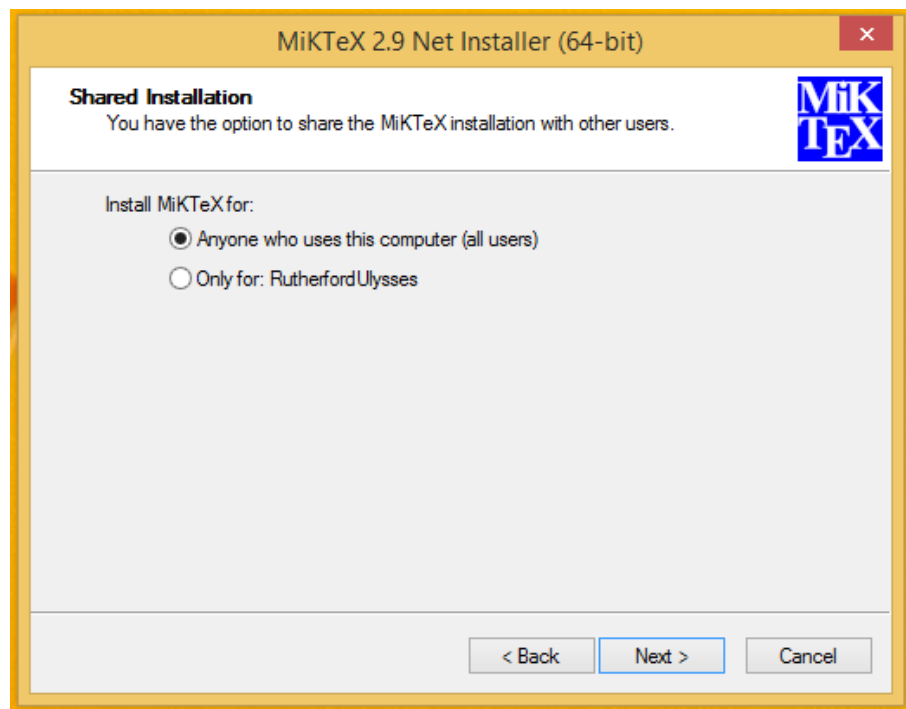 MiKTeX 2.9 Net Installer (64-bit)
Shared Installation
You have the option to share the MiKTeX installation with other users.
MiK
TEX
Install MiKTeX for:
Anyone who uses this computer (all users)
Only for: RutherfordUlysses
< Back Next > Cancel